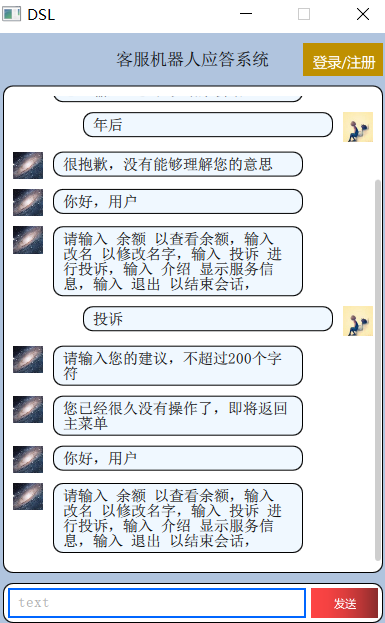 DSL
客服机器人应答系统
登录/注册
年后
很抱歉，没有能够理解您的意思
你好，用户
请输入 余额 以查看余额，输入
改名 以修改名字，输入 投诉 进
行投诉，输入 介绍 显示服务信
息，输入 退出 以结束会话，
投诉
请输入您的建议，不超过200个字
符
您已经很久没有操作了，即将返回
主菜单
你好，用户
请输入 余额 以查看余额，输入
改名 以修改名字，输入 投诉 进
行投诉，输入 介绍 显示服务信
息，输入 退出 以结束会话，
text
发送